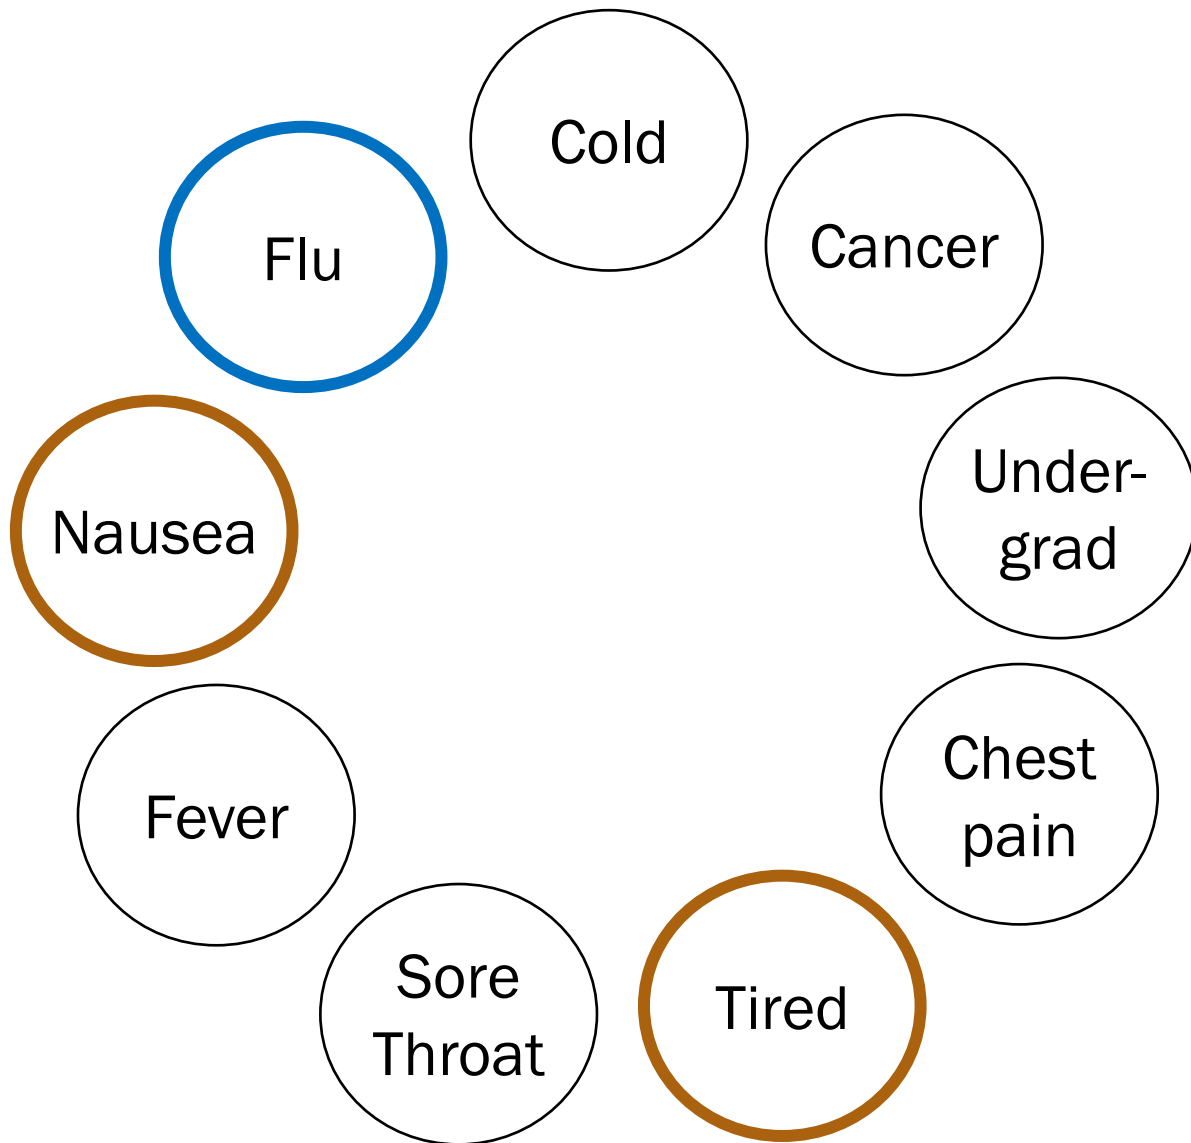 Cold
Cancer
Flu
Under-
grad
Nausea
Chest
pain
Fever
Sore
Throat
Tired